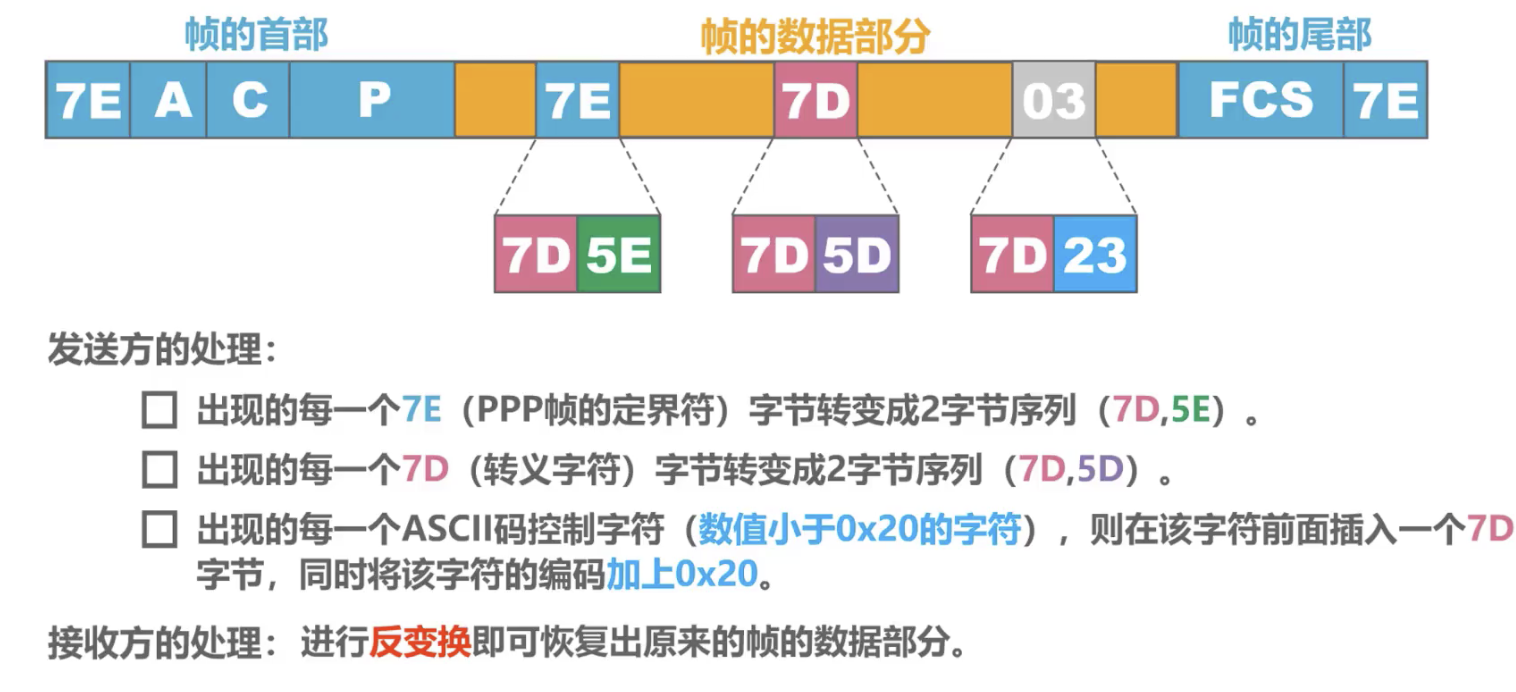 帧的首部 帧的数据部分 帧的尾部
7E A C P 7E 7D 03 FCS 7E
7D 5E 7D 5D 7D 23
发送方的处理：
出现的每一个7E（PPP帧的定界符）字节转变成2字节序列（7D,5E）。
出现的每一个7D（转义字符）字节转变成2字节序列（7D,5D）。
出现的每一个ASCII码控制字符（数值小于0x20的字符），则在该字符前面插入一个7D
字节，同时将该字符的编码加上0x20。
接收方的处理：进行反变换即可恢复出原来的帧的数据部分。